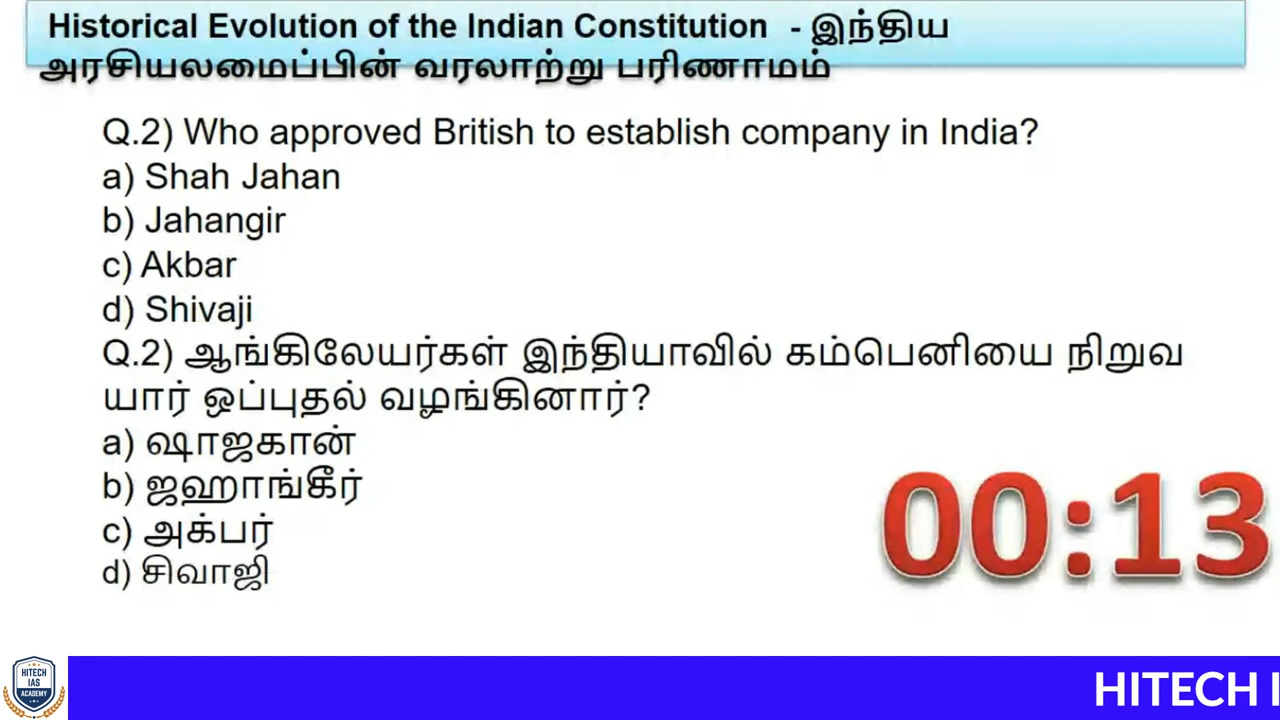 Historical Evolution of the Indian Constitution - இந்திய
அரசியலமைப்பின் வரலாற்று பரிணாமம்
Q.2) Who approved British to establish company in India?
a) Shah Jahan
b) Jahangir
c) Akbar
d) Shivaji
Q.2) ஆங்கிலேயர்கள் இந்தியாவில் கம்பெனியை நிறுவ
யார் ஒப்புதல் வழங்கினார்?
a) ஷாஜகான்
b) ஜஹாங்கீர்
c) அக்பர்
d) சிவாஜி
00:13
HITECH
IAS
ACADEMY
HITECH I